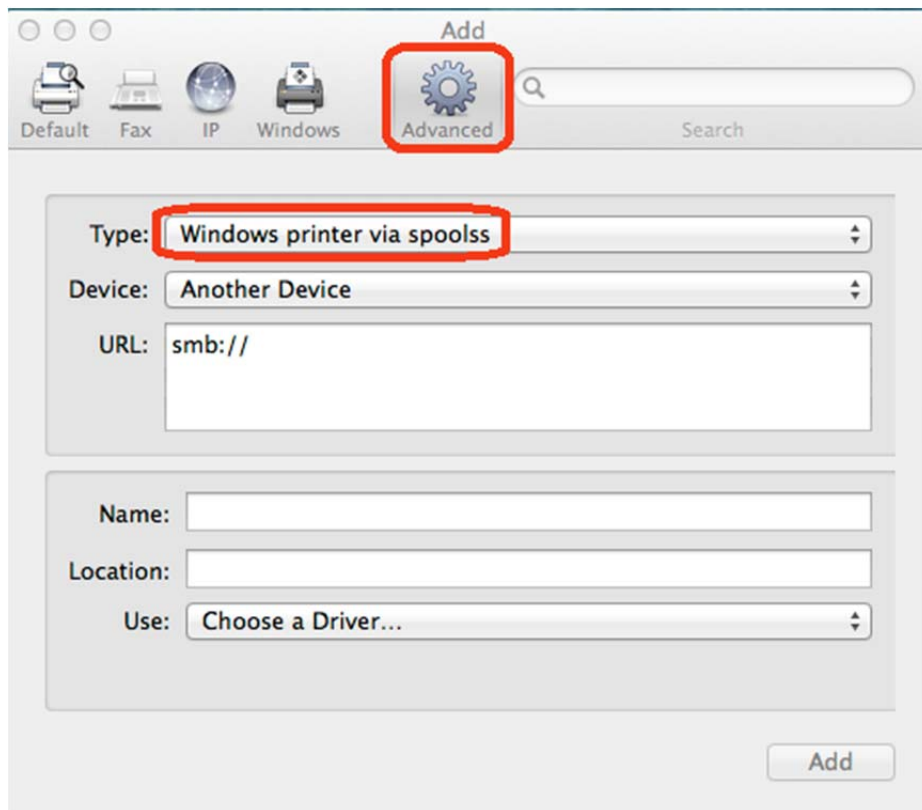 Add
Default Fax IP Windows Advanced Search
Type: Windows printer via spoolss
Device: Another Device
URL: smb://
Name:
Location:
Use: Choose a Driver...
Add